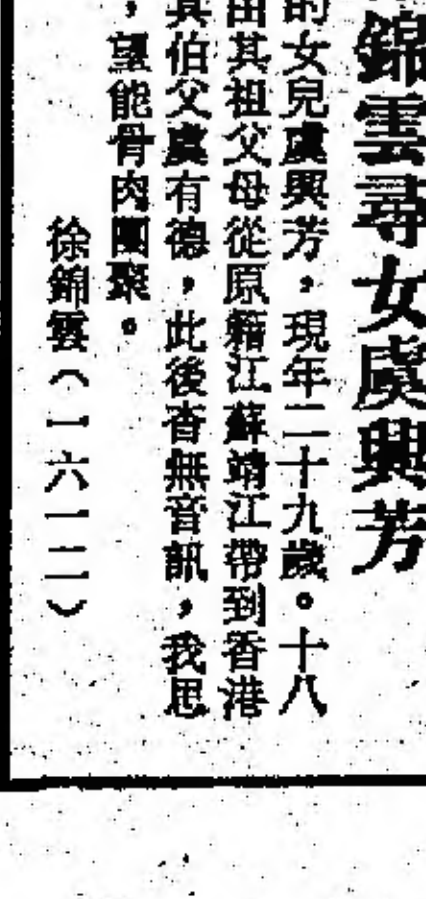 錦雲尋女虞興芳
的女兒虞興芳，現年二十九歲。十八
由其祖父母從原籍江蘇靖江帶到香港
其伯父虞有德，此後杳無音訊，我思
，望能骨肉團聚。
徐錦雲（一六一二）